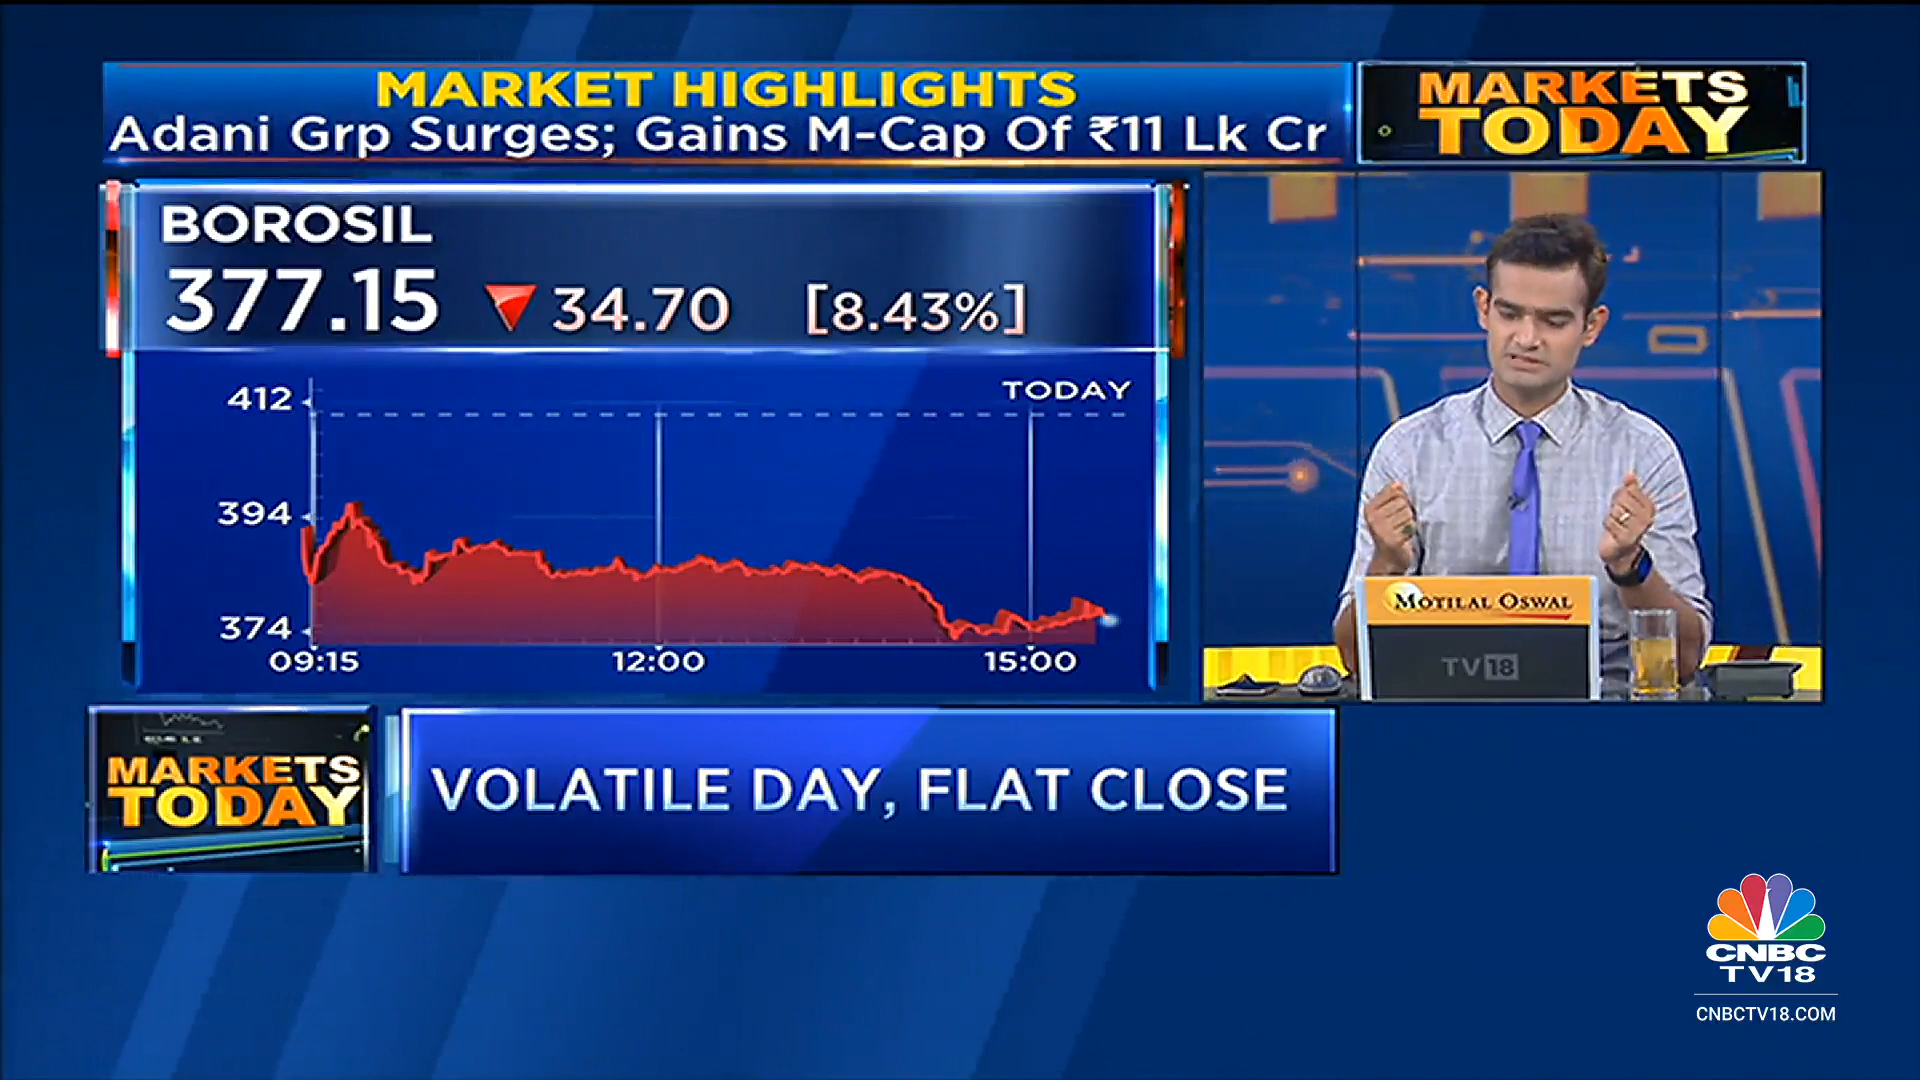 MARKET HIGHLIGHTS
Adani Grp Surges; Gains M-Cap Of ₹11 Lk Cr
MARKETS
TODAY
BOROSIL
377.15 ▼ 34.70 [8.43%]
TODAY
412
394
374
09:15 12:00 15:00
MOTILAL OSWAL
TV18
MARKETS
TODAY
VOLATILE DAY, FLAT CLOSE
CNBC
TV18
CNBCTV18.COM